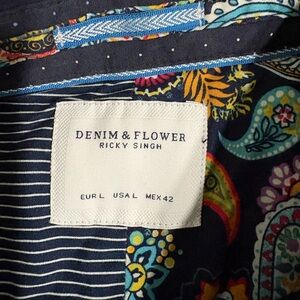 DENIM & FLOWER
RICKY SINGH
EUR L USA L MEX 42